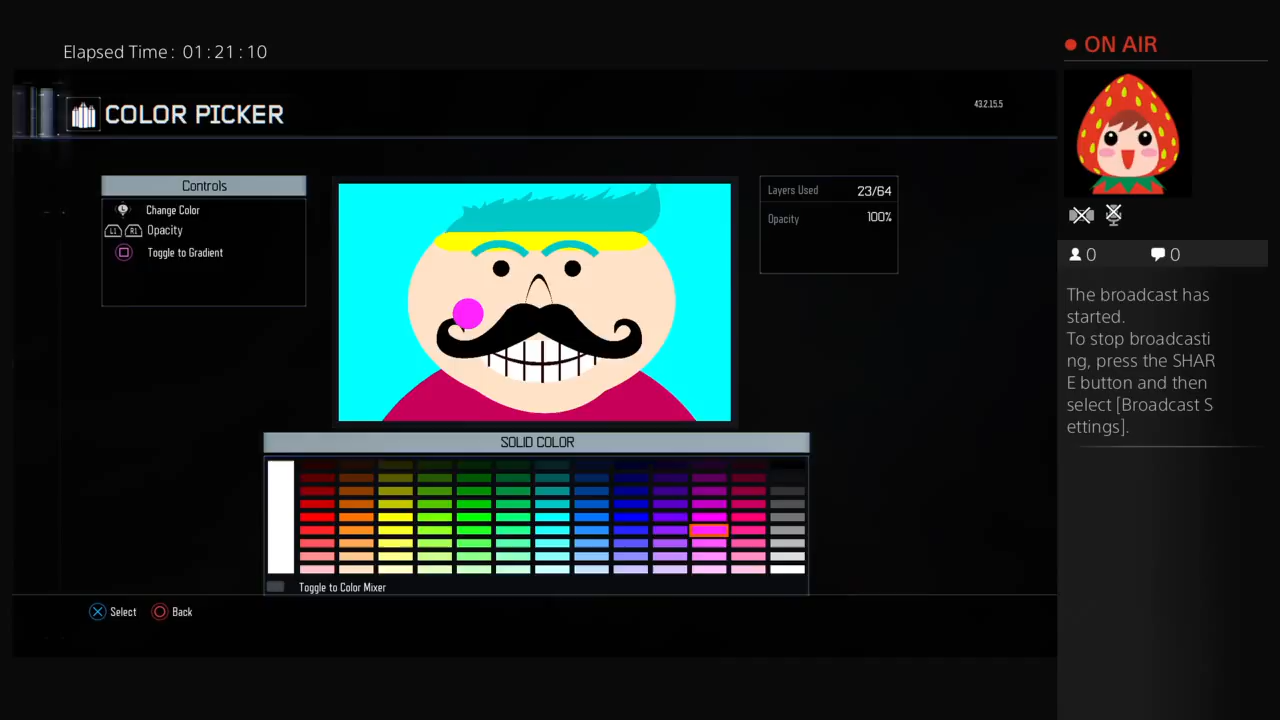 Elapsed Time: 01:21:10
ON AIR
COLOR PICKER
43.2.15.5
Controls
L Change Color
L1 R1 Opacity
Toggle to Gradient
Layers Used 23/64
Opacity 100%
0 0
The broadcast has
started.
To stop broadcasti
ng, press the SHAR
E button and then
select [Broadcast S
ettings].
SOLID COLOR
Toggle to Color Mixer
Select Back